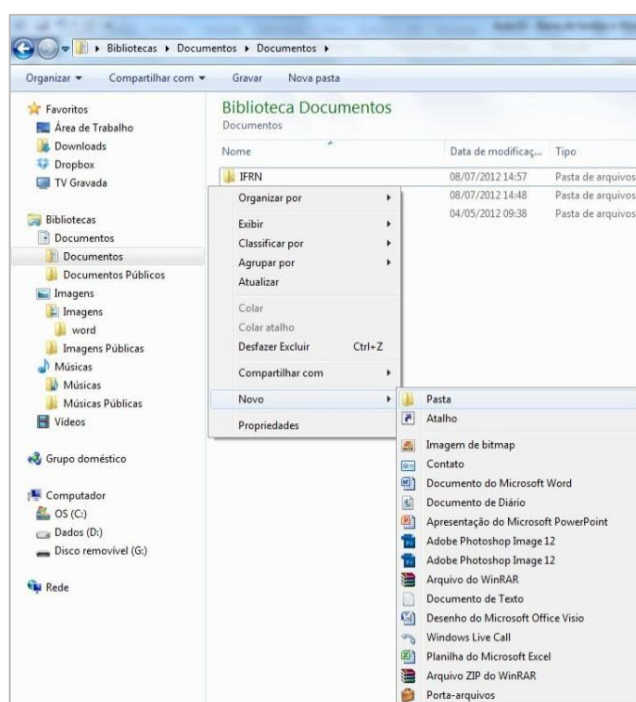 Bibliotecas ▸ Documentos ▸ Documentos ▸
Organizar Compartilhar com Gravar Nova pasta
Favoritos
Área de Trabalho
Downloads
Dropbox
TV Gravada
Bibliotecas
Documentos
Documentos
Documentos Públicos
Imagens
Imagens
word
Imagens Públicas
Músicas
Músicas
Músicas Públicas
Vídeos
Grupo doméstico
Computador
OS (C:)
Dados (D:)
Disco removível (G:)
Rede
Biblioteca Documentos
Documentos
Nome Data de modificaç... Tipo
IFRN 08/07/2012 14:57 Pasta de arquivos
08/07/2012 14:48 Pasta de arquivos
04/05/2012 09:38 Pasta de arquivos
Organizar por
Exibir
Classificar por
Agrupar por
Atualizar
Colar
Colar atalho
Desfazer Excluir Ctrl+Z
Compartilhar com
Novo
Propriedades
Pasta
Atalho
Imagem de bitmap
Contato
Documento do Microsoft Word
Documento de Diário
Apresentação do Microsoft PowerPoint
Adobe Photoshop Image 12
Adobe Photoshop Image 12
Arquivo do WinRAR
Documento de Texto
Desenho do Microsoft Office Visio
Windows Live Call
Planilha do Microsoft Excel
Arquivo ZIP do WinRAR
Porta-arquivos